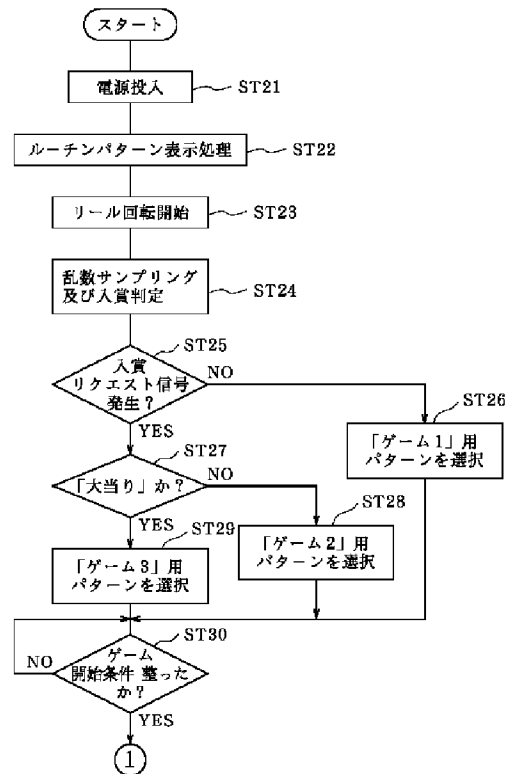 スタート
電源投入
ST21
ルーチンパターン表示処理
ST22
リール回転開始
ST23
乱数サンプリング
及び入賞判定
ST24
ST25
入賞
リクエスト信号
発生?
NO
YES
ST26
「ゲーム1」用
パターンを選択
ST27
「大当り」か?
NO
YES
ST28
「ゲーム2」用
パターンを選択
ST29
「ゲーム3」用
パターンを選択
ST30
ゲーム
開始条件 整った
か?
NO
YES
1